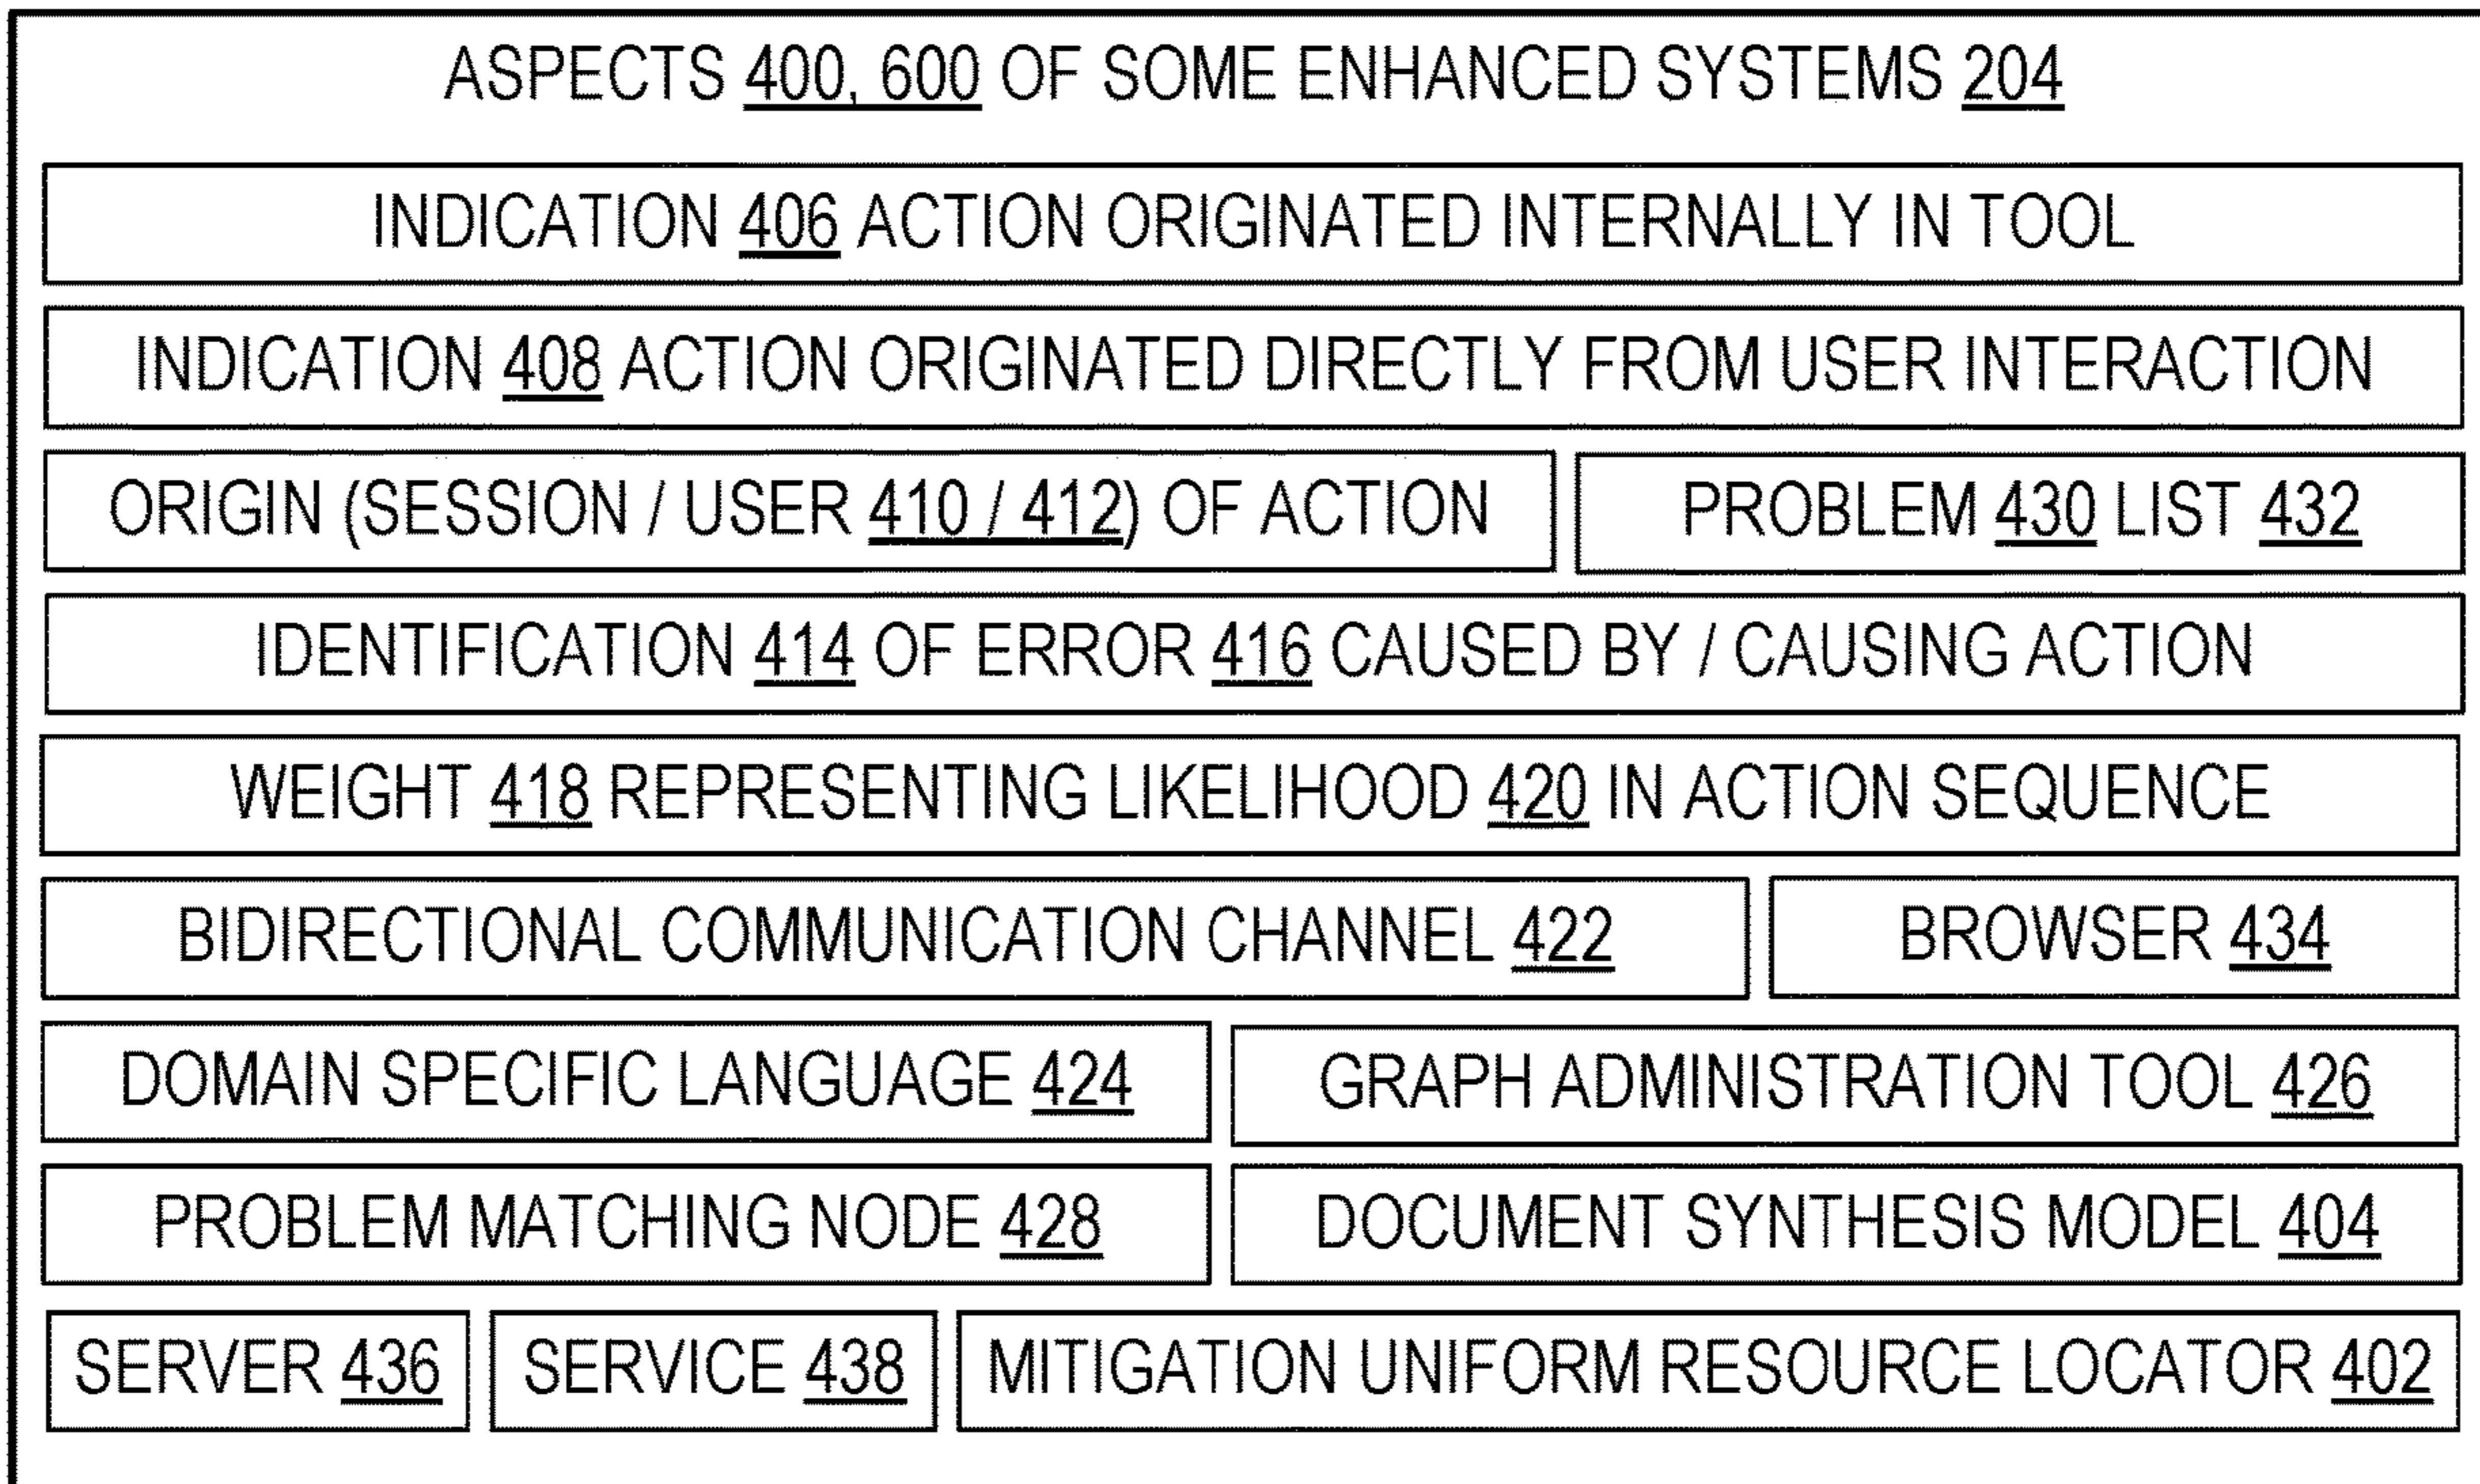 ASPECTS 400, 600 OF SOME ENHANCED SYSTEMS 204
INDICATION 406 ACTION ORIGINATED INTERNALLY IN TOOL
INDICATION 408 ACTION ORIGINATED DIRECTLY FROM USER INTERACTION
ORIGIN (SESSION / USER 410 / 412) OF ACTION
PROBLEM 430 LIST 432
IDENTIFICATION 414 OF ERROR 416 CAUSED BY / CAUSING ACTION
WEIGHT 418 REPRESENTING LIKELIHOOD 420 IN ACTION SEQUENCE
BIDIRECTIONAL COMMUNICATION CHANNEL 422
BROWSER 434
DOMAIN SPECIFIC LANGUAGE 424
GRAPH ADMINISTRATION TOOL 426
PROBLEM MATCHING NODE 428
DOCUMENT SYNTHESIS MODEL 404
SERVER 436
SERVICE 438
MITIGATION UNIFORM RESOURCE LOCATOR 402